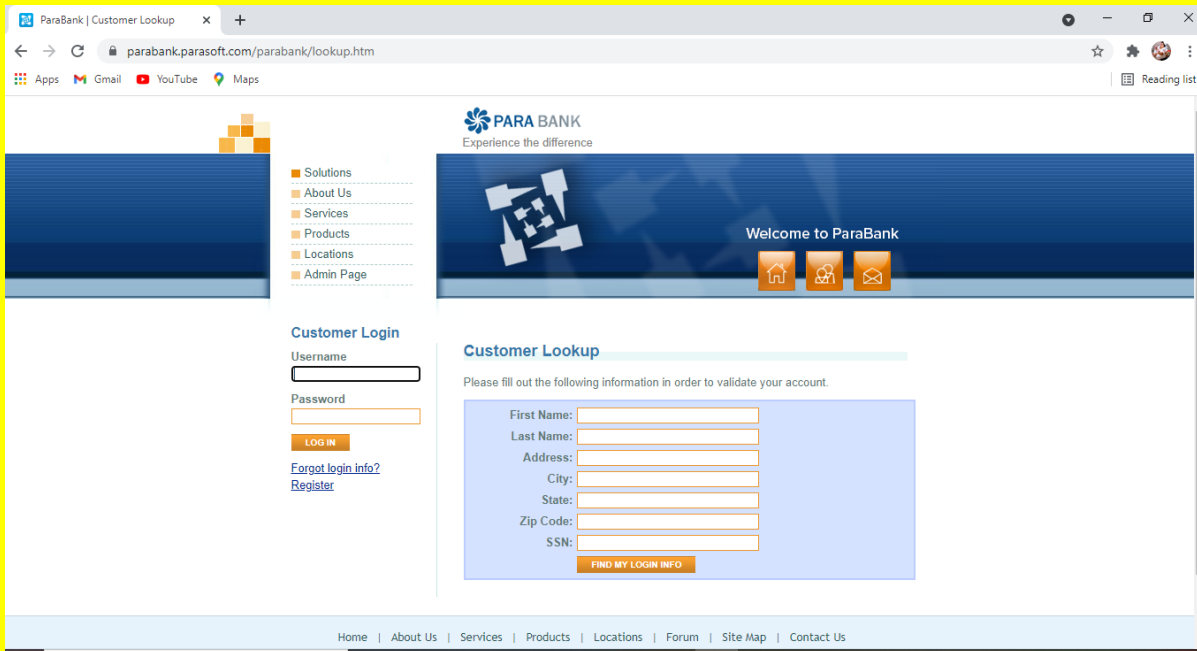 ParaBank | Customer Lookup
parabank.parasoft.com/parabank/lookup.htm
Apps Gmail YouTube Maps Reading list
PARA BANK
Experience the difference
Solutions
About Us
Services
Products
Locations
Admin Page
Welcome to ParaBank
Customer Login
Username
Password
LOG IN
Forgot login info?
Register
Customer Lookup
Please fill out the following information in order to validate your account.
First Name:
Last Name:
Address:
City:
State:
Zip Code:
SSN:
FIND MY LOGIN INFO
Home | About Us | Services | Products | Locations | Forum | Site Map | Contact Us